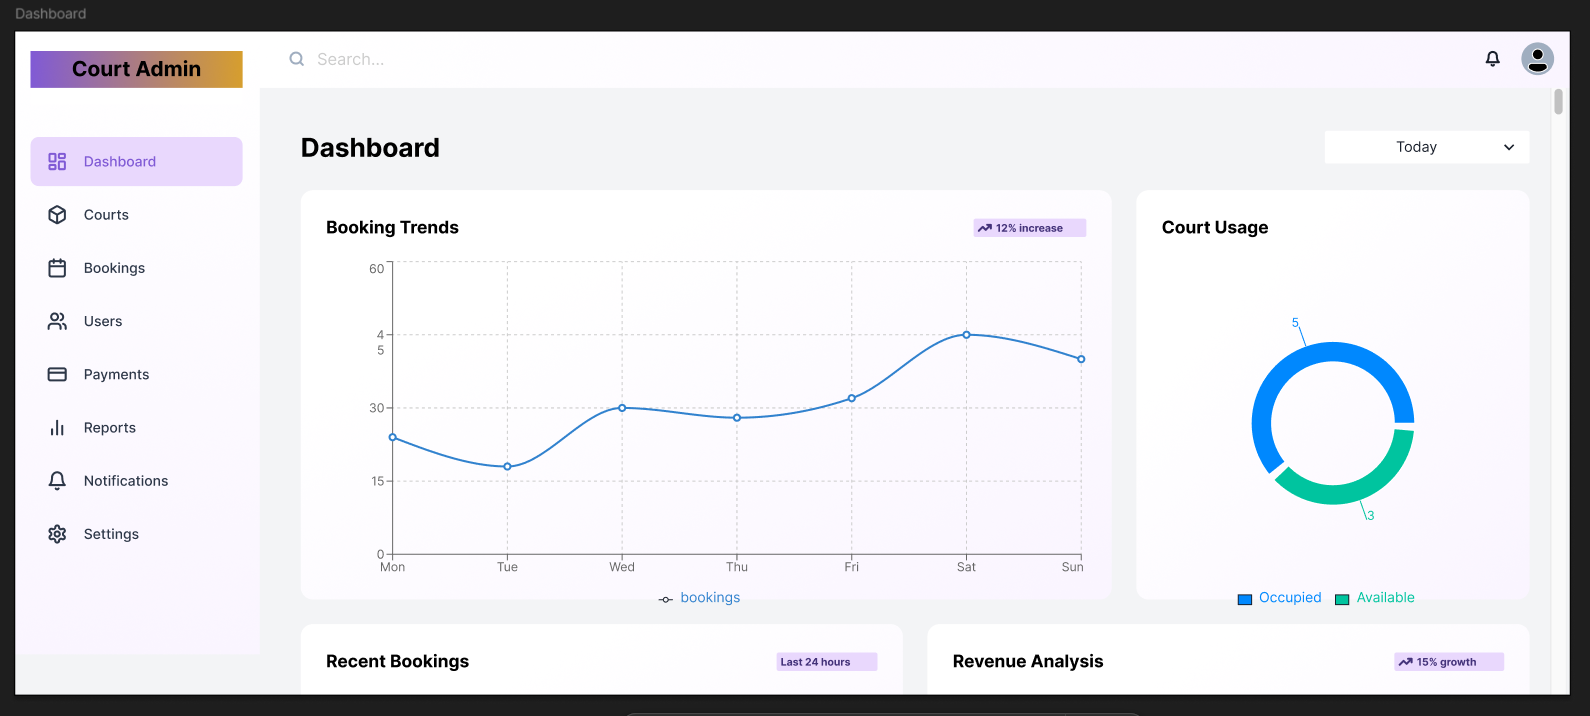 Dashboard
Court Admin
Search...
Dashboard
Courts
Bookings
Users
Payments
Reports
Notifications
Settings
Dashboard
Today
Booking Trends
12% increase
60
4
5
30
15
0
Mon Tue Wed Thu Fri Sat Sun
bookings
Court Usage
5
3
Occupied Available
Recent Bookings
Last 24 hours
Revenue Analysis
15% growth